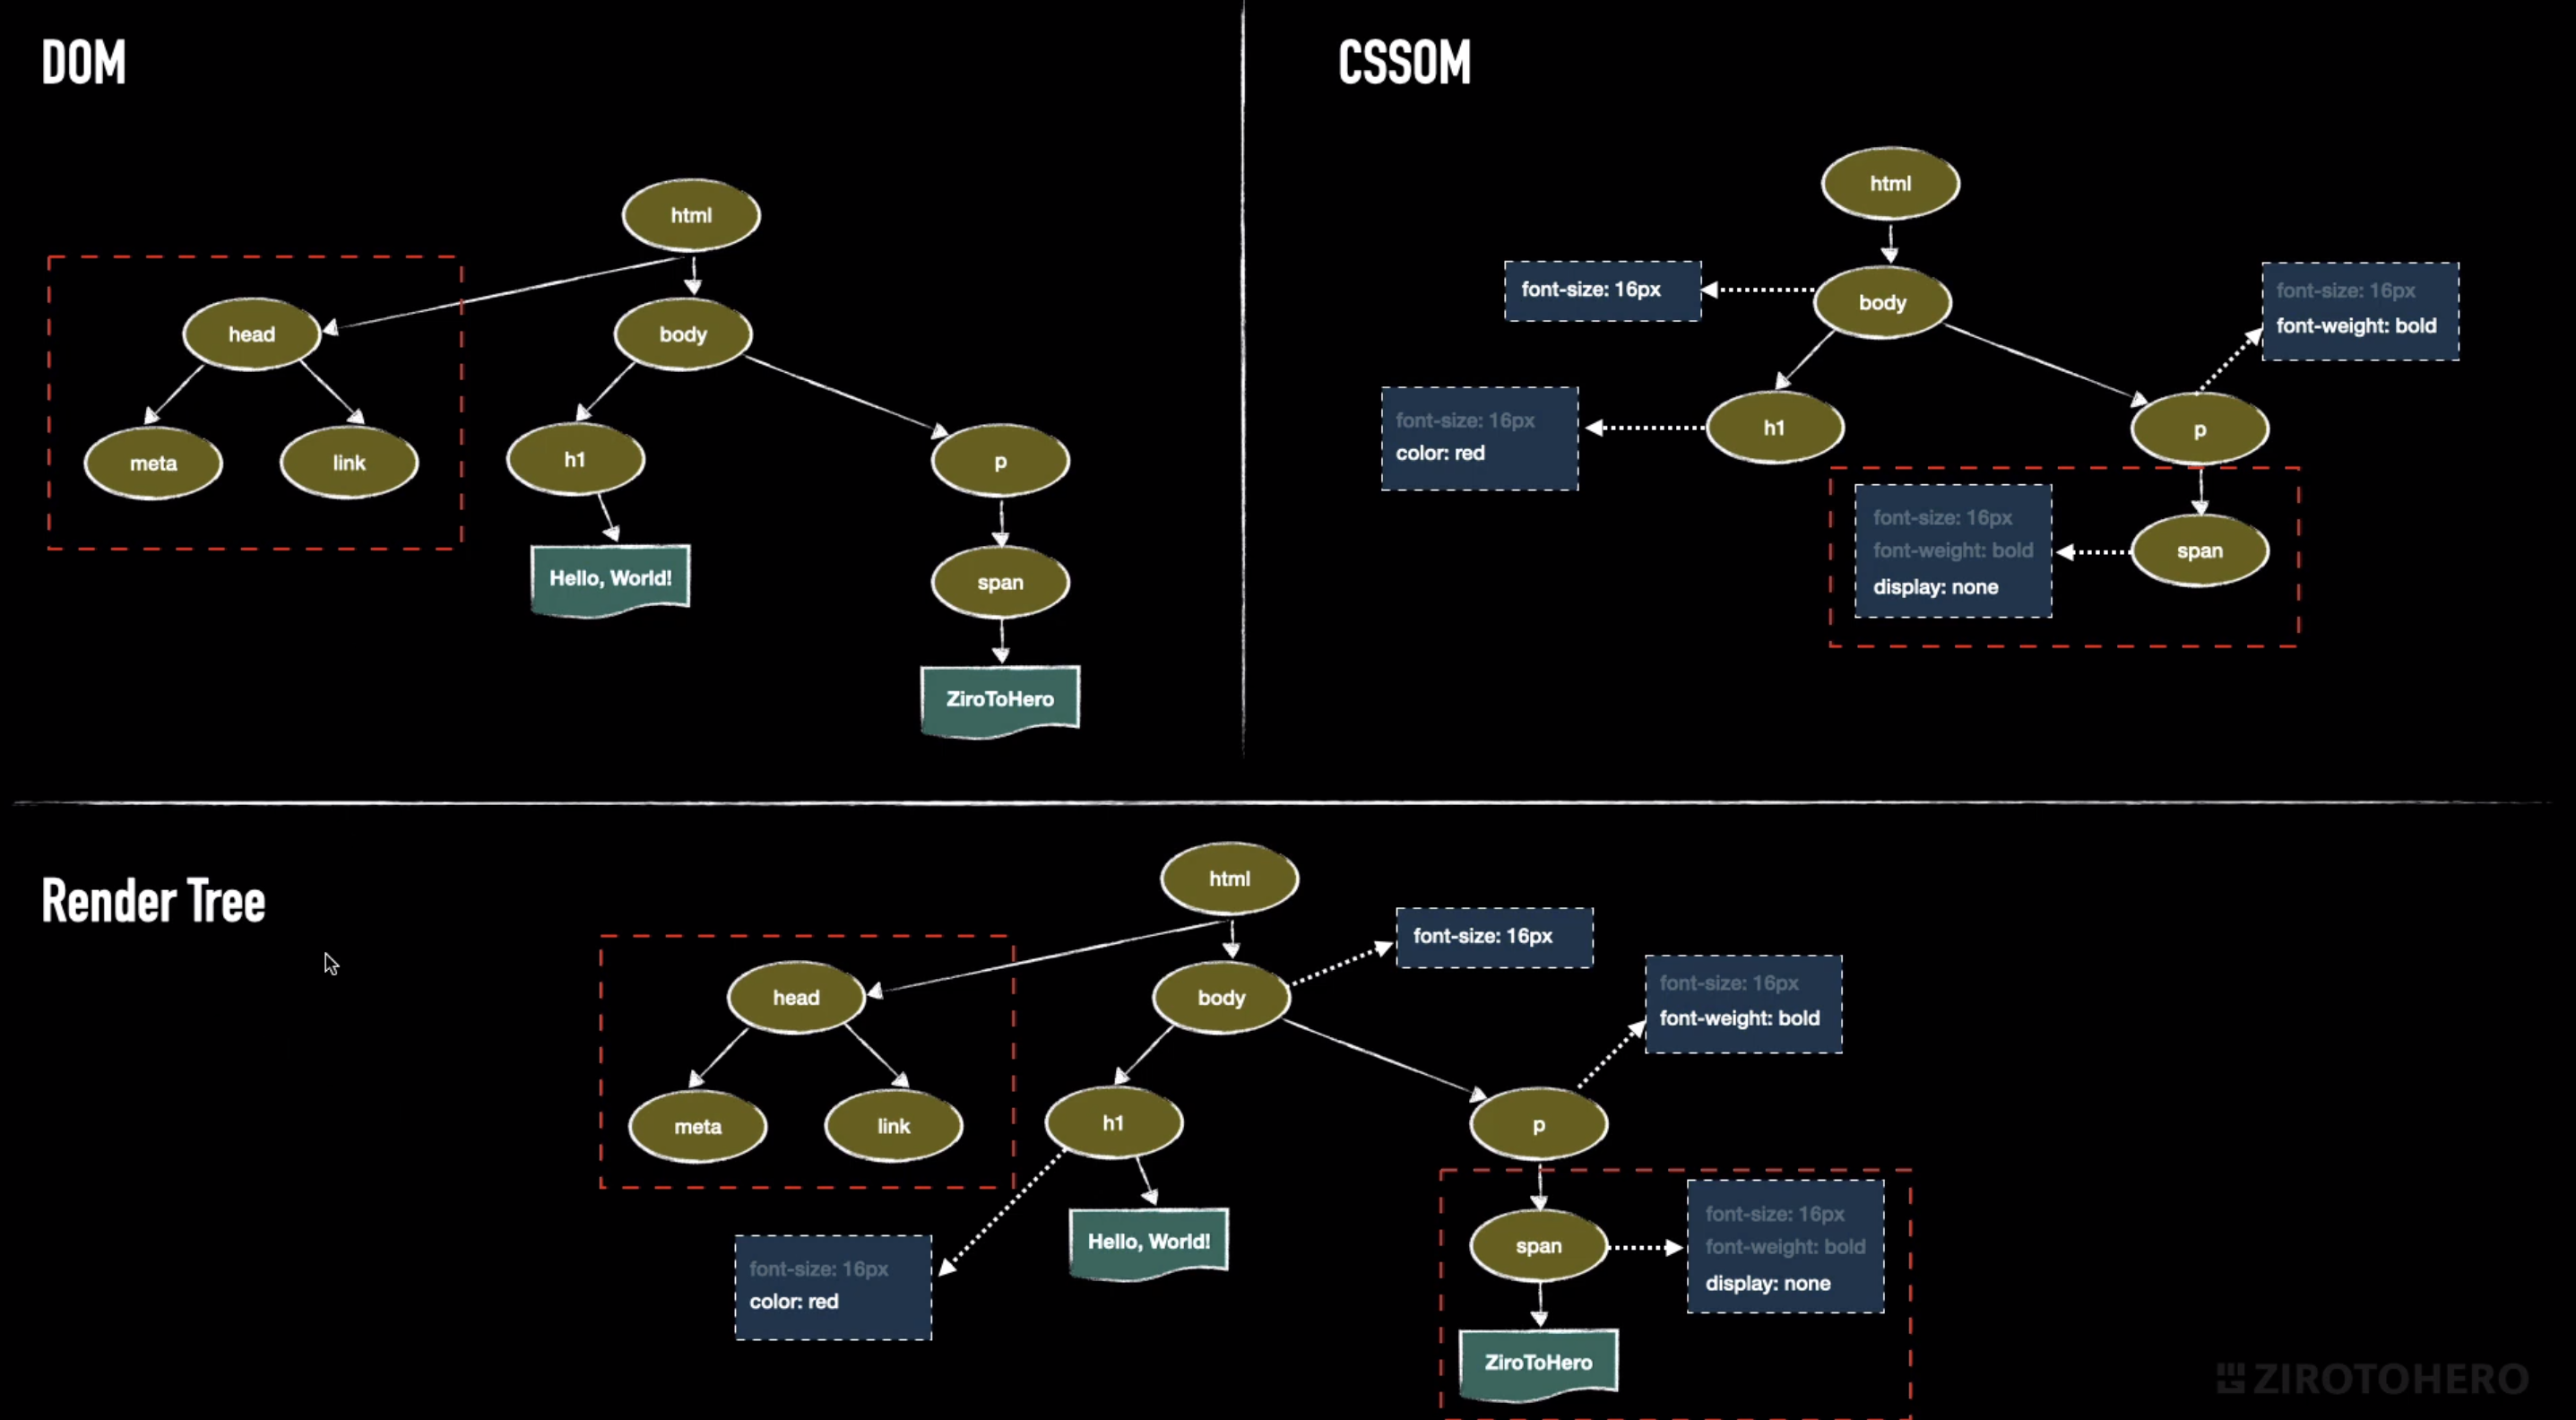 DOM
html
head
body
meta
link
h1
p
Hello, World!
span
ZiroToHero
CSSOM
html
font-size: 16px
body
font-size: 16px
font-weight: bold
font-size: 16px
color: red
h1
p
font-size: 16px
font-weight: bold
display: none
span
Render Tree
html
font-size: 16px
head
body
font-size: 16px
font-weight: bold
meta
link
h1
p
Hello, World!
font-size: 16px
color: red
span
font-size: 16px
font-weight: bold
display: none
ZiroToHero
ZIROTOHERO